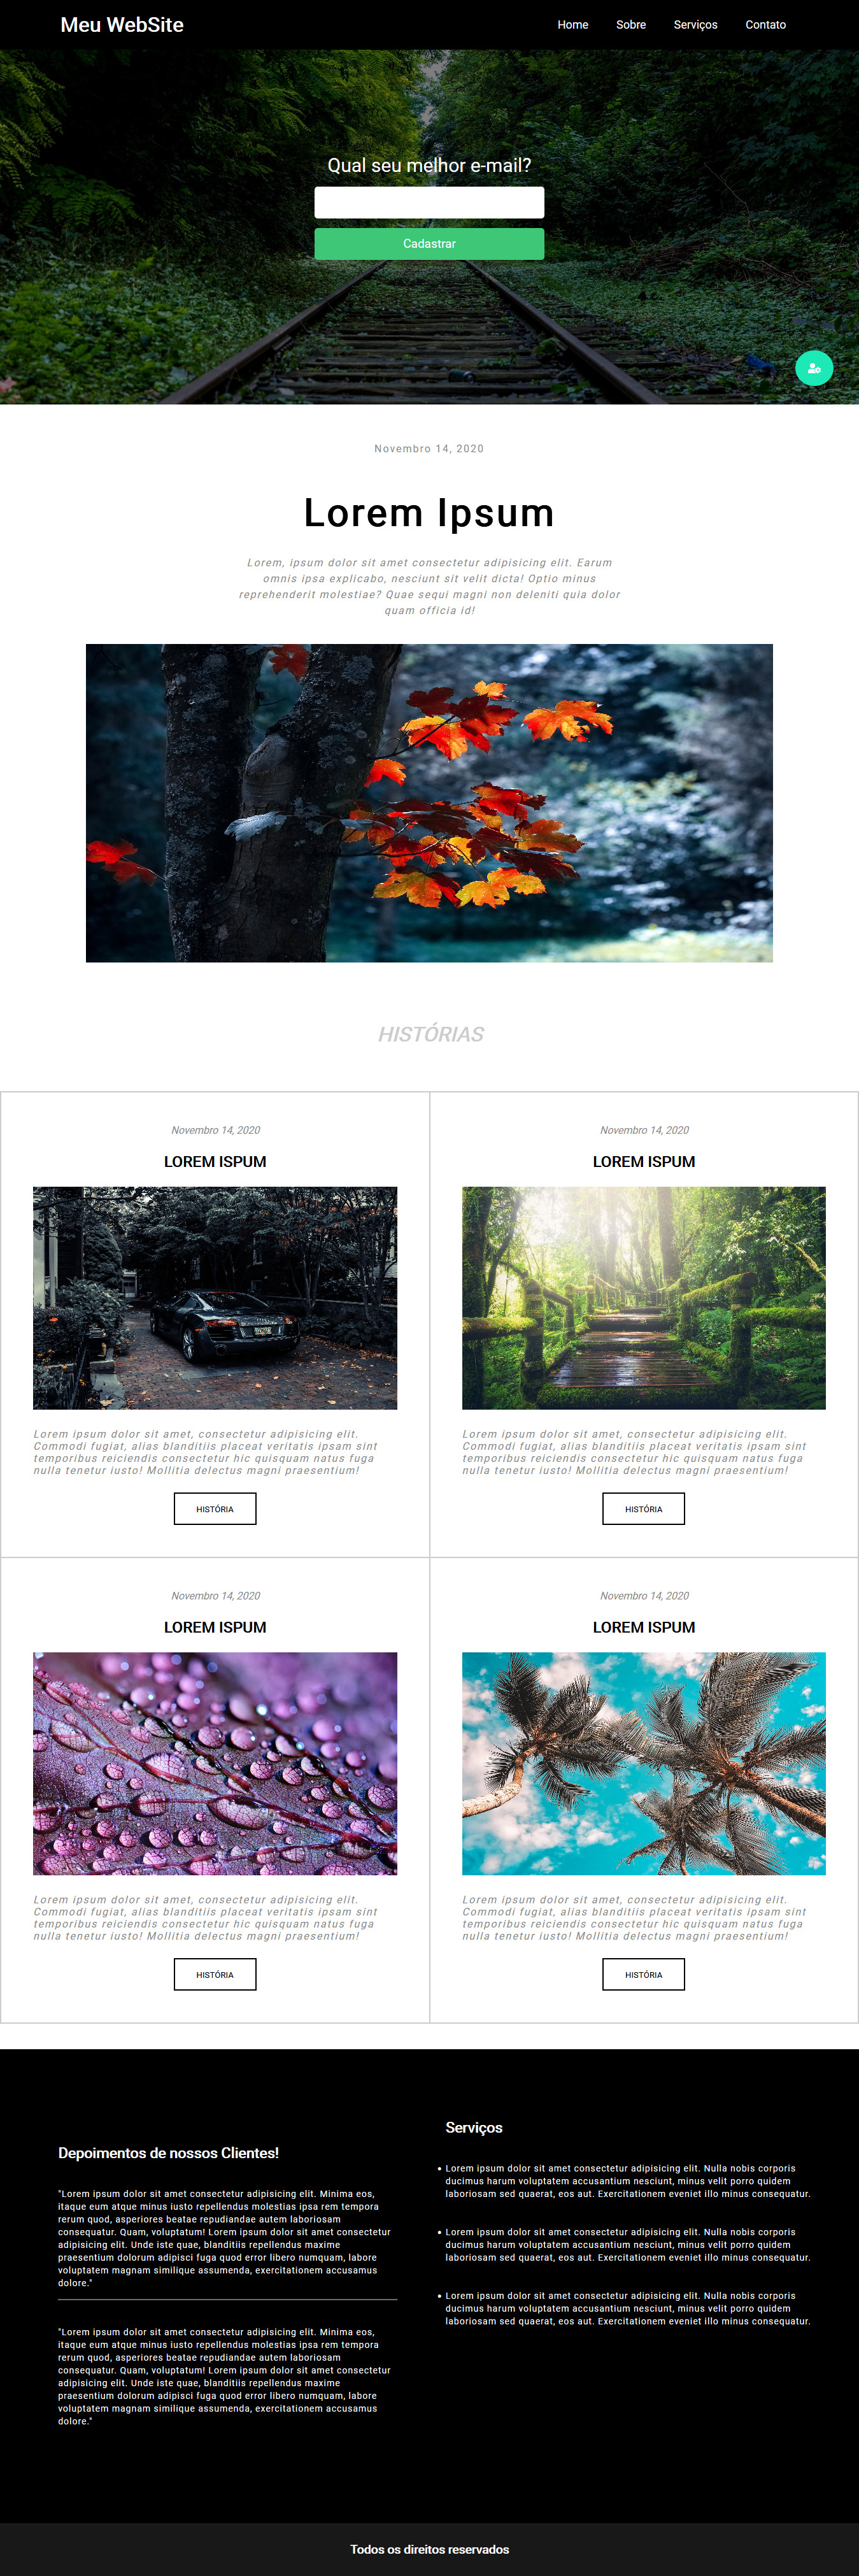 Meu WebSite
Home Sobre Serviços Contato
Qual seu melhor e-mail?
Cadastrar
Novembro 14, 2020
Lorem Ipsum
Lorem, ipsum dolor sit amet consectetur adipisicing elit. Earum
omnis ipsa explicabo, nesciunt sit velit dicta! Optio minus
reprehenderit molestiae? Quae sequi magni non deleniti quia dolor
quam officia id!
HISTÓRIAS
Novembro 14, 2020
LOREM ISPUM
Lorem ipsum dolor sit amet, consectetur adipisicing elit.
Commodi fugiat, alias blanditiis placeat veritatis ipsam sint
temporibus reiciendis consectetur hic quisquam natus fuga
nulla tenetur iusto! Mollitia delectus magni praesentium!
HISTÓRIA
Novembro 14, 2020
LOREM ISPUM
Lorem ipsum dolor sit amet, consectetur adipisicing elit.
Commodi fugiat, alias blanditiis placeat veritatis ipsam sint
temporibus reiciendis consectetur hic quisquam natus fuga
nulla tenetur iusto! Mollitia delectus magni praesentium!
HISTÓRIA
Novembro 14, 2020
LOREM ISPUM
Lorem ipsum dolor sit amet, consectetur adipisicing elit.
Commodi fugiat, alias blanditiis placeat veritatis ipsam sint
temporibus reiciendis consectetur hic quisquam natus fuga
nulla tenetur iusto! Mollitia delectus magni praesentium!
HISTÓRIA
Novembro 14, 2020
LOREM ISPUM
Lorem ipsum dolor sit amet, consectetur adipisicing elit.
Commodi fugiat, alias blanditiis placeat veritatis ipsam sint
temporibus reiciendis consectetur hic quisquam natus fuga
nulla tenetur iusto! Mollitia delectus magni praesentium!
HISTÓRIA
Depoimentos de nossos Clientes!
"Lorem ipsum dolor sit amet consectetur adipisicing elit. Minima eos,
itaque eum atque minus iusto repellendus molestias ipsa rem tempora
rerum quod, asperiores beatae repudiandae autem laboriosam
consequatur. Quam, voluptatum! Lorem ipsum dolor sit amet consectetur
adipisicing elit. Unde iste quae, blanditiis repellendus maxime
praesentium dolorum adipisci fuga quod error libero numquam, labore
voluptatem magnam similique assumenda, exercitationem accusamus
dolore."
"Lorem ipsum dolor sit amet consectetur adipisicing elit. Minima eos,
itaque eum atque minus iusto repellendus molestias ipsa rem tempora
rerum quod, asperiores beatae repudiandae autem laboriosam
consequatur. Quam, voluptatum! Lorem ipsum dolor sit amet consectetur
adipisicing elit. Unde iste quae, blanditiis repellendus maxime
praesentium dolorum adipisci fuga quod error libero numquam, labore
voluptatem magnam similique assumenda, exercitationem accusamus
dolore."
Serviços
• Lorem ipsum dolor sit amet consectetur adipisicing elit. Nulla nobis corporis
ducimus harum voluptatem accusantium nesciunt, minus velit porro quidem
laboriosam sed quaerat, eos aut. Exercitationem eveniet illo minus consequatur.
• Lorem ipsum dolor sit amet consectetur adipisicing elit. Nulla nobis corporis
ducimus harum voluptatem accusantium nesciunt, minus velit porro quidem
laboriosam sed quaerat, eos aut. Exercitationem eveniet illo minus consequatur.
• Lorem ipsum dolor sit amet consectetur adipisicing elit. Nulla nobis corporis
ducimus harum voluptatem accusantium nesciunt, minus velit porro quidem
laboriosam sed quaerat, eos aut. Exercitationem eveniet illo minus consequatur.
Todos os direitos reservados